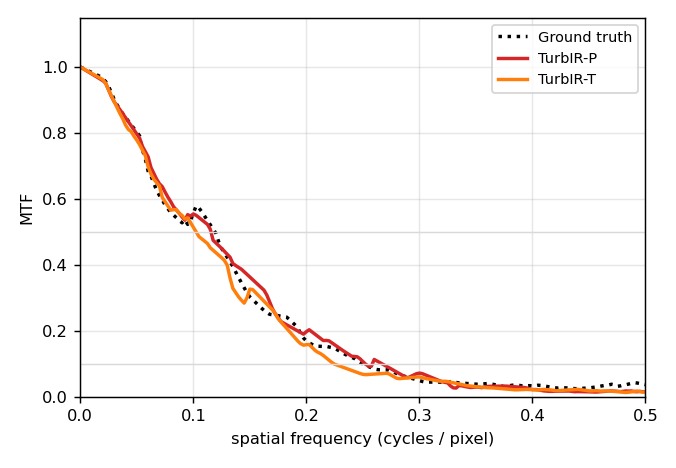 Ground truth
TurbIR-P
TurbIR-T
MTF
1.0
0.8
0.6
0.4
0.2
0.0
0.0 0.1 0.2 0.3 0.4 0.5
spatial frequency (cycles / pixel)